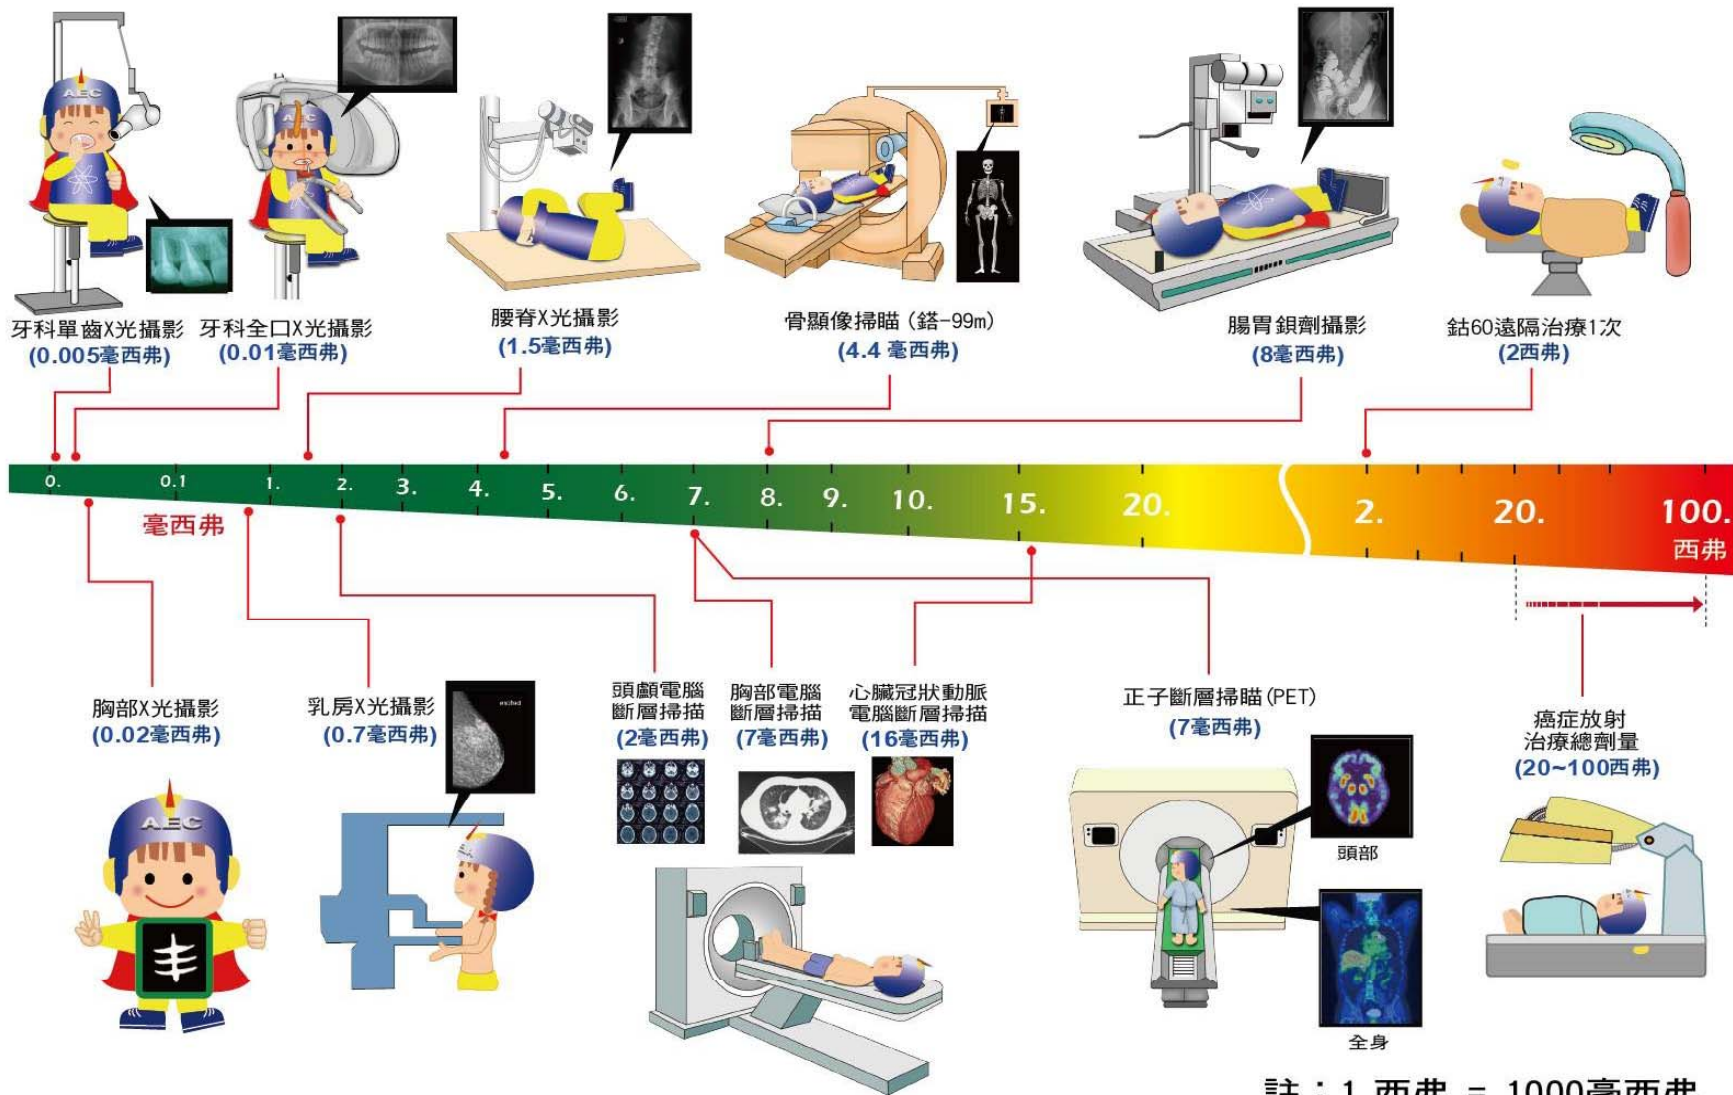 牙科單齒X光攝影
(0.005毫西弗)
牙科全口X光攝影
(0.01毫西弗)
腰脊X光攝影
(1.5毫西弗)
骨顯像掃瞄 (鎝-99m)
(4.4 毫西弗)
腸胃鋇劑攝影
(8毫西弗)
鈷60遠隔治療1次
(2西弗)
0. 0.1 1. 2. 3. 4. 5. 6. 7. 8. 9. 10. 15. 20. 2. 20. 100.
毫西弗
西弗
胸部X光攝影
(0.02毫西弗)
乳房X光攝影
(0.7毫西弗)
頭顱電腦
斷層掃描
(2毫西弗)
胸部電腦
斷層掃描
(7毫西弗)
心臟冠狀動脈
電腦斷層掃描
(16毫西弗)
正子斷層掃瞄(PET)
(7毫西弗)
癌症放射
治療總劑量
(20~100西弗)
AEC
AEC
AEC
頭部
全身
註：1 西弗 = 1000毫西弗